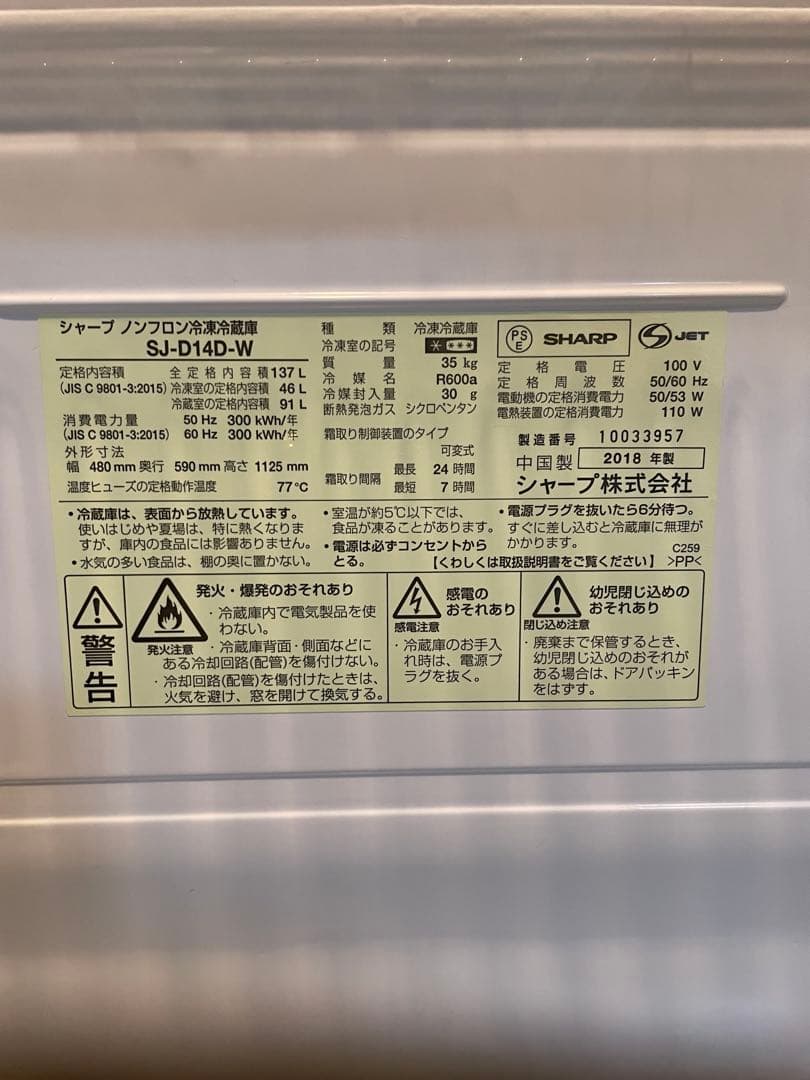 シャープ ノンフロン冷凍冷蔵庫
SJ-D14D-W
定格内容積 全定格内容積 137 L
(JIS C 9801-3:2015) 冷凍室の定格内容積 46 L
冷蔵室の定格内容積 91 L
消費電力量 50 Hz 300 kWh/年
(JIS C 9801-3:2015) 60 Hz 300 kWh/年
外形寸法
幅 480 mm 奥行 590 mm 高さ 1125 mm
温度ヒューズの定格動作温度 77℃
種類 冷凍冷蔵庫
冷凍室の記号 * ***
質量 35 kg
冷媒名 R600a
冷媒封入量 30 g
断熱発泡ガス シクロペンタン
霜取り制御装置のタイプ
可変式
霜取り間隔 最長 24 時間
最短 7 時間
PSE SHARP S JET
定格電圧 100 V
定格周波数 50/60 Hz
電動機の定格消費電力 50/53 W
電熱装置の定格消費電力 110 W
製造番号 10033957
中国製 2018 年製
シャープ株式会社
・冷蔵庫は、表面から放熱しています。
使いはじめや夏場は、特に熱くなりま
すが、庫内の食品には影響ありません。
・水気の多い食品は、棚の奥に置かない。
・室温が約5℃以下では、
食品が凍ることがあります。
・電源は必ずコンセントから
とる。
・電源プラグを抜いたら6分待つ。
すぐに差し込むと冷蔵庫に無理が
かかります。
C259
【くわしくは取扱説明書をご覧ください】 >PP<
警告
発火注意
発火・爆発のおそれあり
・冷蔵庫内で電気製品を使
わない。
・冷蔵庫背面・側面などに
ある冷却回路(配管)を傷付けない。
・冷却回路(配管)を傷付けたときは、
火気を避け、窓を開けて換気する。
感電注意
感電の
おそれあり
・冷蔵庫のお手入
れ時は、電源プ
ラグを抜く。
閉じ込め注意
幼児閉じ込めの
おそれあり
・廃棄まで保管するとき、
幼児閉じ込めのおそれが
ある場合は、ドアパッキン
をはずす。